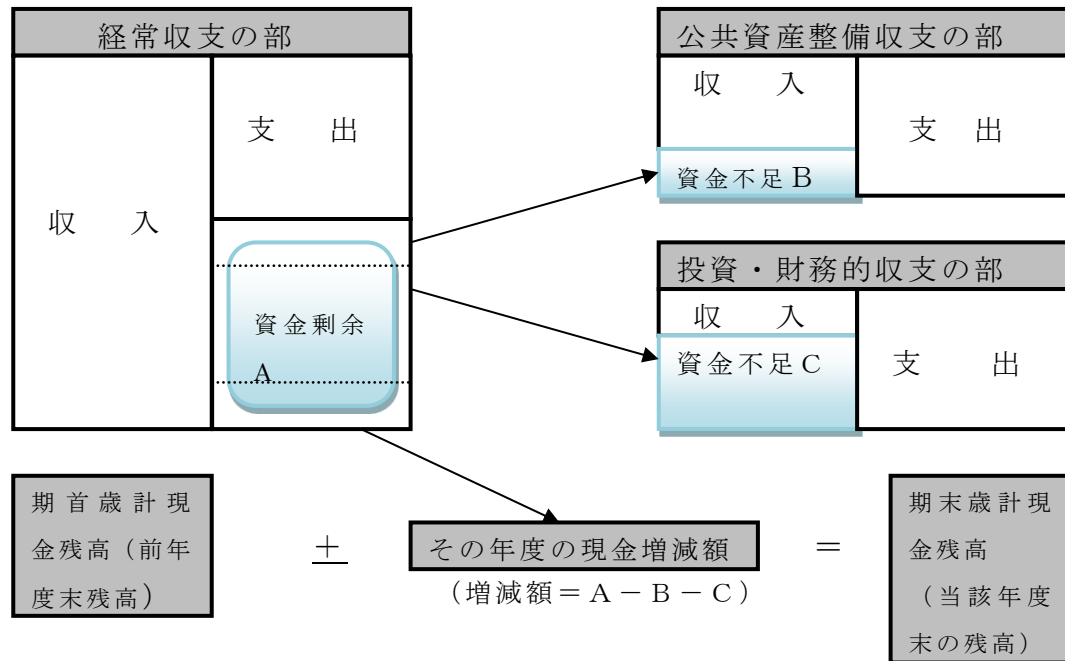 経常収支の部
収　入
支　出
資金剰余
A
公共資産整備収支の部
収　入
支　出
資金不足B
投資・財務的収支の部
収　入
資金不足C
支　出
期首歳計現
金残高（前年
度末残高）
＋
その年度の現金増減額
（増減額＝A－B－C）
＝
期末歳計現
金残高
（当該年度
末の残高）